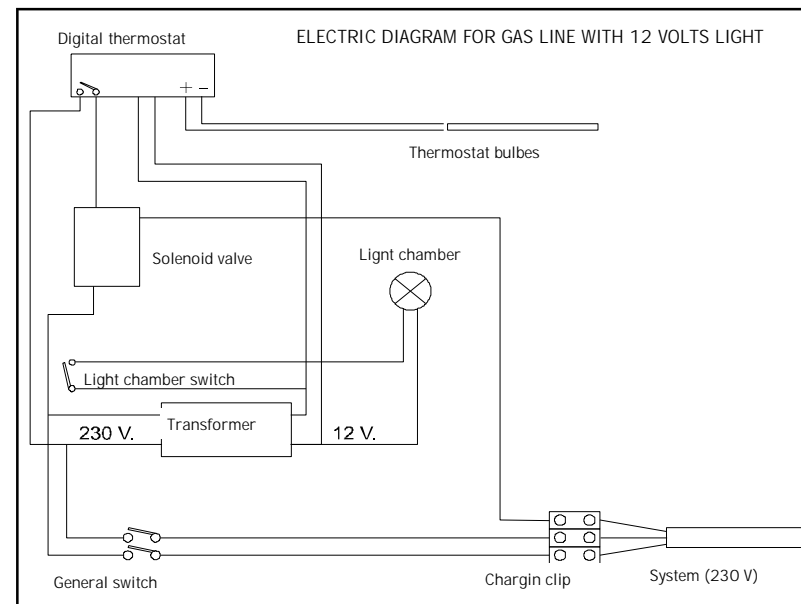 ELECTRIC DIAGRAM FOR GAS LINE WITH 12 VOLTS LIGHT
Digital thermostat
+ –
Thermostat bulbes
Solenoid valve
Lignt chamber
Light chamber switch
Transformer
230 V.
12 V.
General switch
Chargin clip
System (230 V)